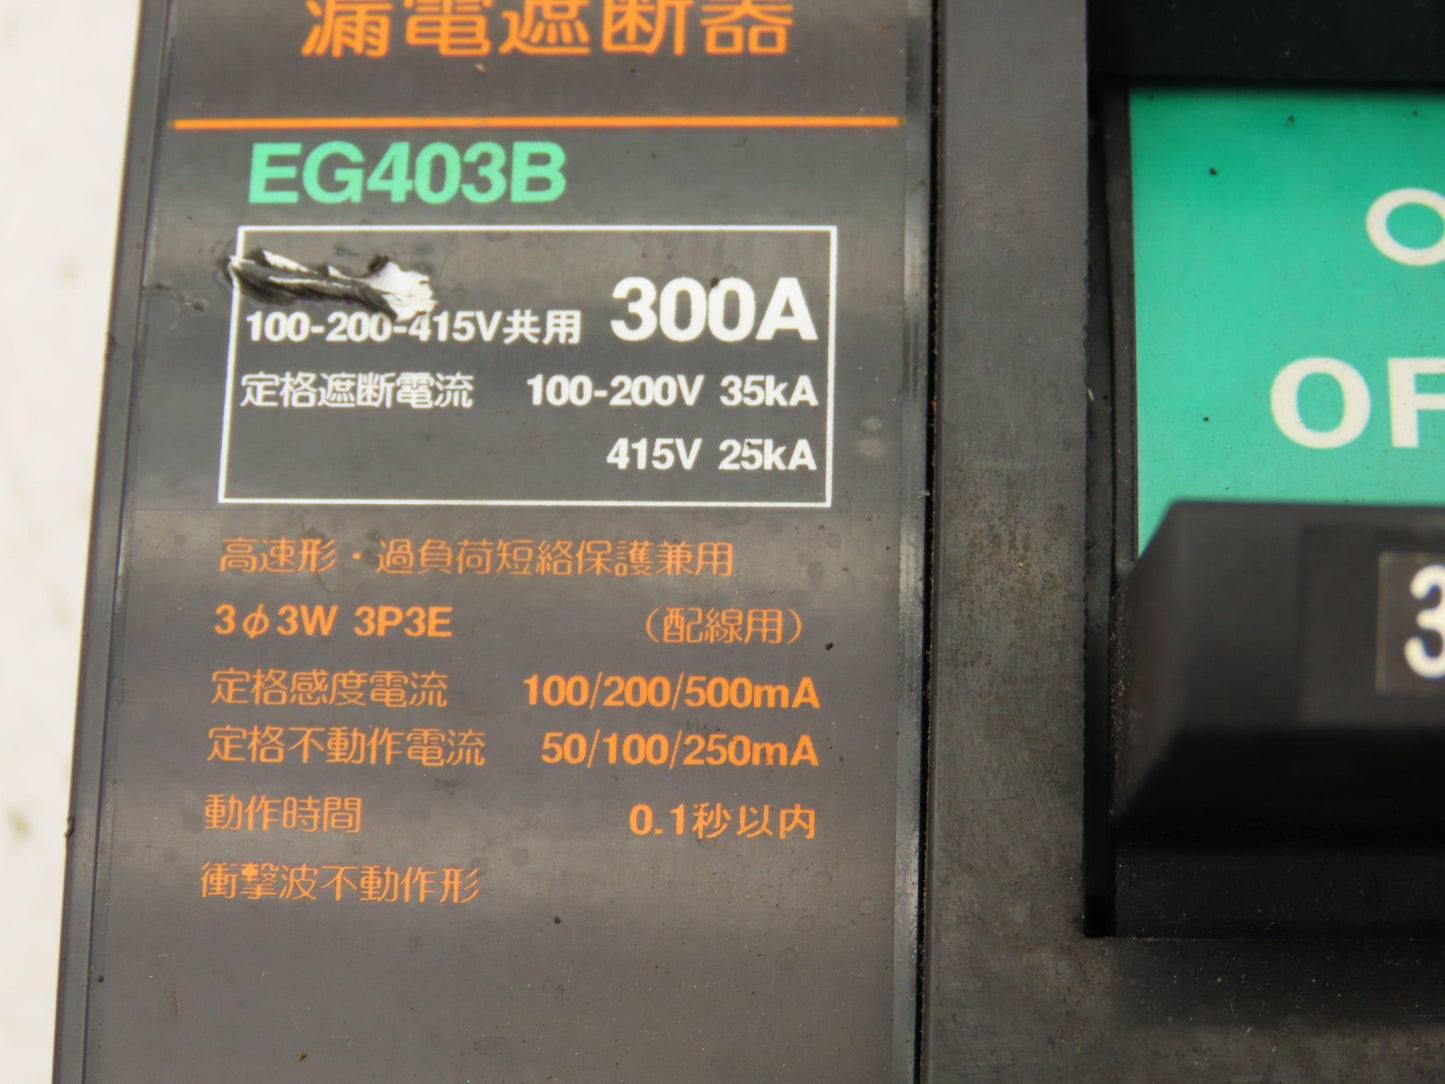 漏電遮断器
EG403B
100-200-415V共用 300A
定格遮断電流 100-200V 35kA
415V 25kA
高速形・過負荷短絡保護兼用
3φ3W 3P3E （配線用）
定格感度電流 100/200/500mA
定格不動作電流 50/100/250mA
動作時間 0.1秒以内
衝撃波不動作形
O
OF
3